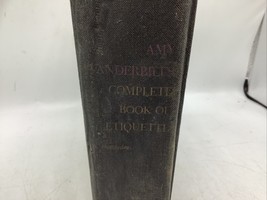 AMY
VANDERBILT'S
COMPLETE
BOOK OF
ETIQUETTE